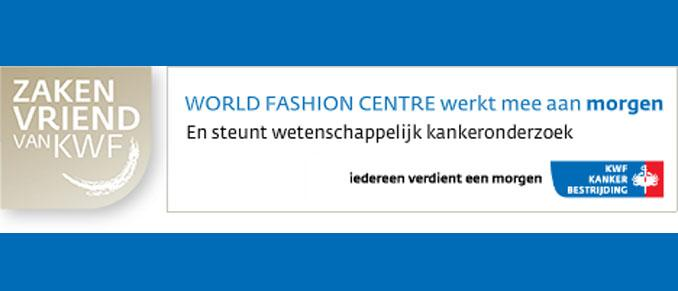 ZAKEN
VRIEND
VAN KWF
WORLD FASHION CENTRE werkt mee aan morgen
En steunt wetenschappelijk kankeronderzoek
iedereen verdient een morgen
KWF
KANKER
BESTRIJDING